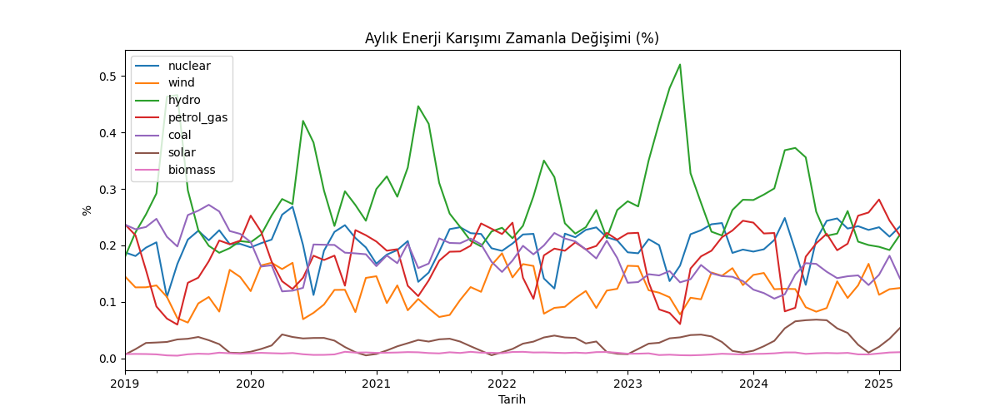 Aylık Enerji Karışımı Zamanla Değişimi (%)
nuclear
wind
hydro
petrol_gas
coal
solar
biomass
%
0.5
0.4
0.3
0.2
0.1
0.0
2019 2020 2021 2022 2023 2024 2025
Tarih